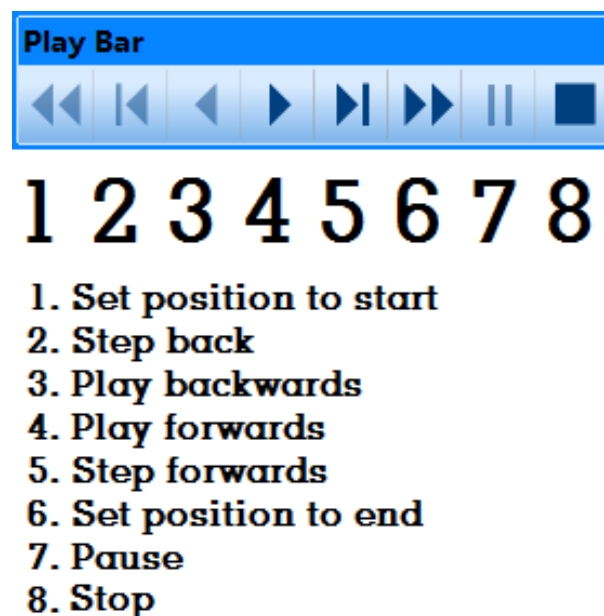 Play Bar
1 2 3 4 5 6 7 8
1. Set position to start
2. Step back
3. Play backwards
4. Play forwards
5. Step forwards
6. Set position to end
7. Pause
8. Stop